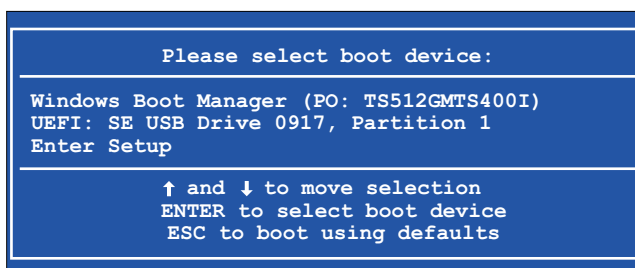 Please select boot device:
Windows Boot Manager (PO: TS512GMTS400I)
UEFI: SE USB Drive 0917, Partition 1
Enter Setup
↑ and ↓ to move selection
ENTER to select boot device
ESC to boot using defaults